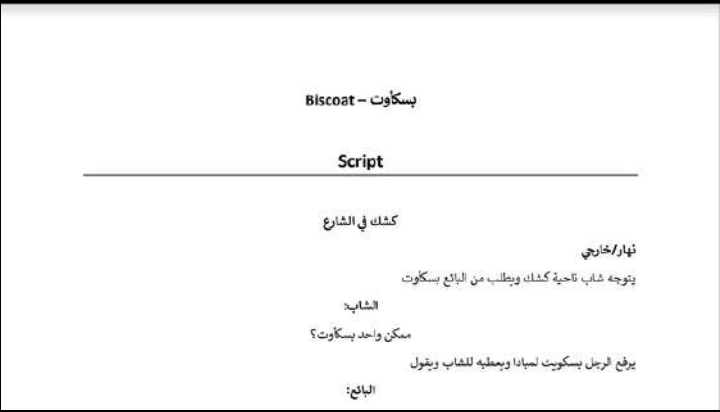 بسكأوت – Biscoat
Script
كشك في الشارع
نهار/خارجي
يتوجه شاب ناحية كشك ويطلب من البائع بسكأوت
الشاب:
ممكن واحد بسكأوت؟
يرفع الرجل بسكويت لمبادا ويعطيه للشاب ويقول
البائع: